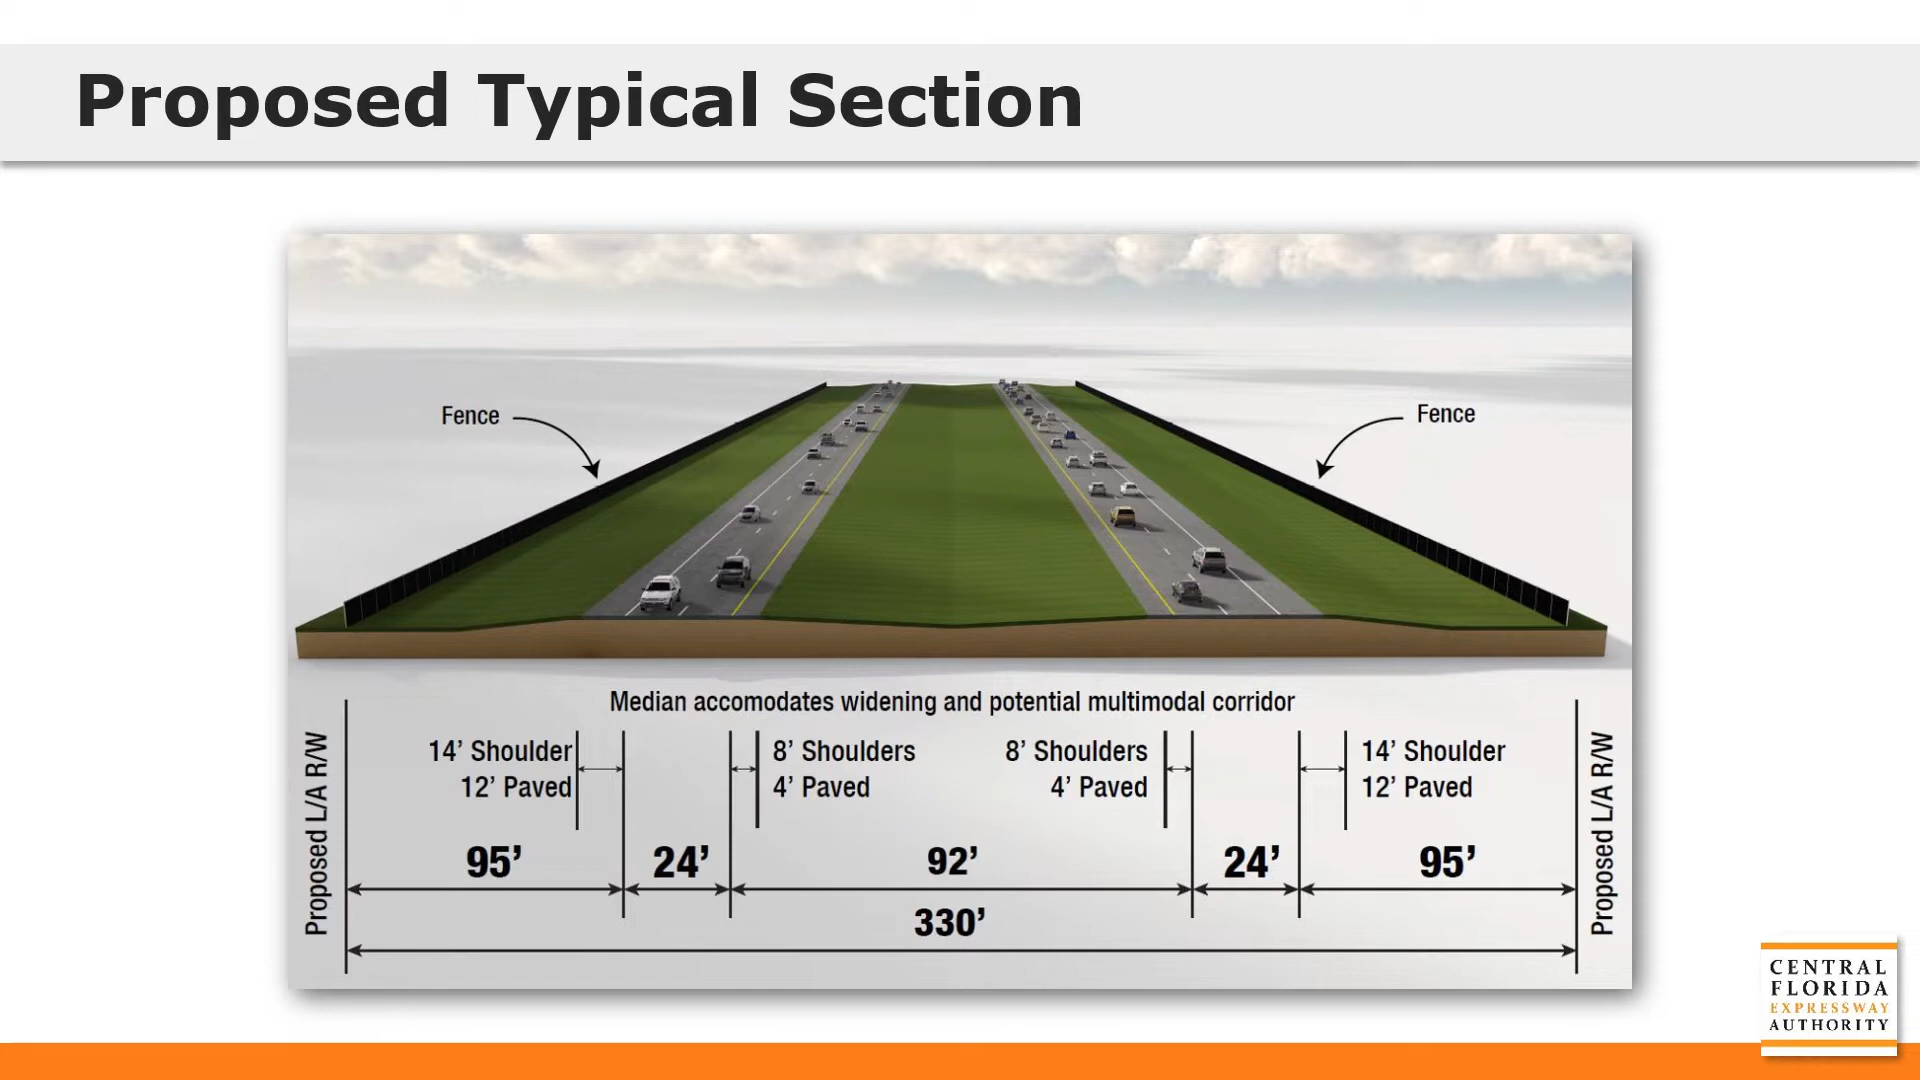 Proposed Typical Section
Fence
Fence
Median accomodates widening and potential multimodal corridor
Proposed L/A R/W
14’ Shoulder
12’ Paved
8’ Shoulders
4’ Paved
8’ Shoulders
4’ Paved
14’ Shoulder
12’ Paved
Proposed L/A R/W
95’
24’
92’
24’
95’
330’
CENTRAL
FLORIDA
EXPRESSWAY
AUTHORITY